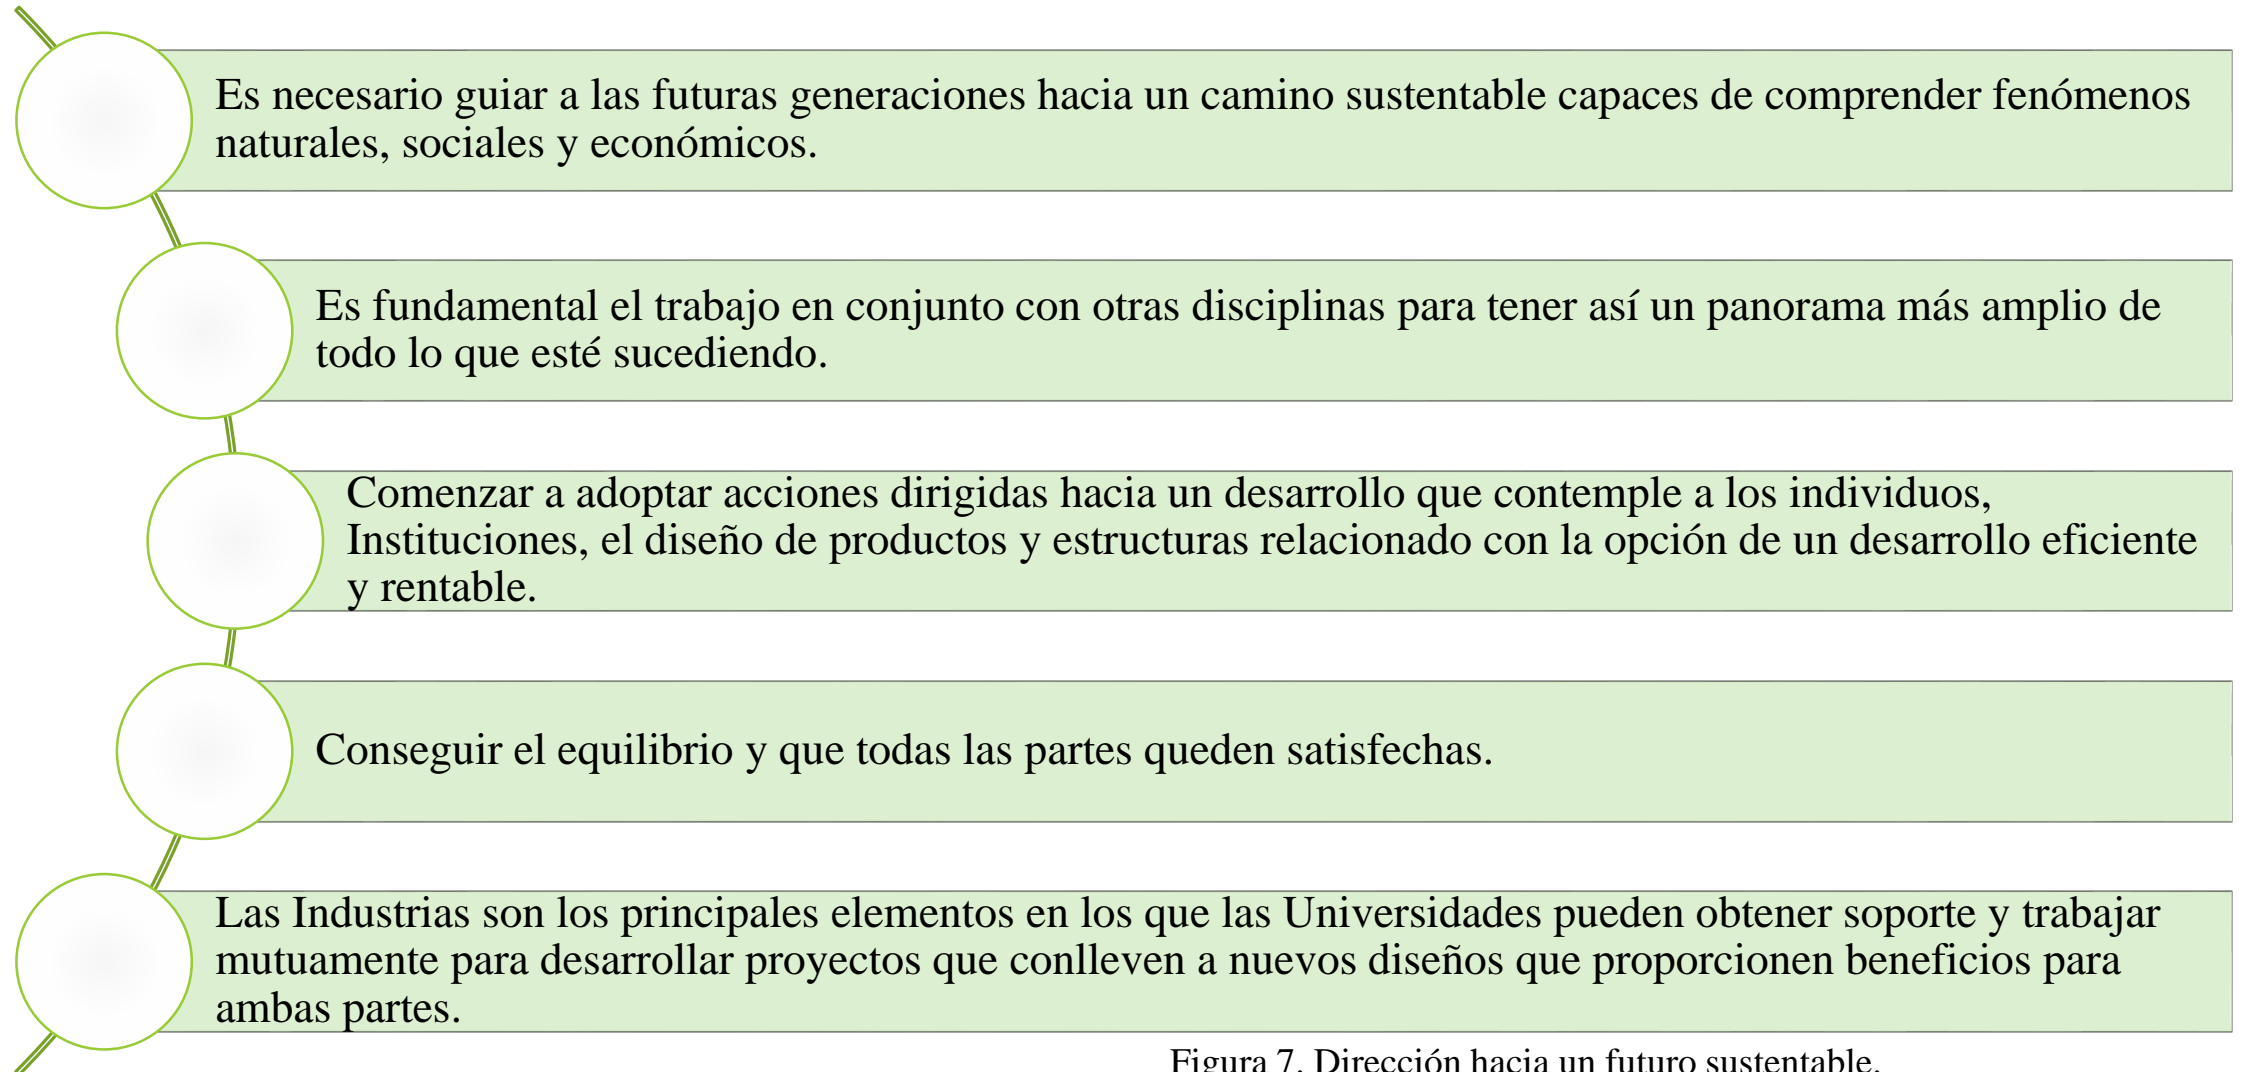 Es necesario guiar a las futuras generaciones hacia un camino sustentable capaces de comprender fenómenos
naturales, sociales y económicos.
Es fundamental el trabajo en conjunto con otras disciplinas para tener así un panorama más amplio de
todo lo que esté sucediendo.
Comenzar a adoptar acciones dirigidas hacia un desarrollo que contemple a los individuos,
Instituciones, el diseño de productos y estructuras relacionado con la opción de un desarrollo eficiente
y rentable.
Conseguir el equilibrio y que todas las partes queden satisfechas.
Las Industrias son los principales elementos en los que las Universidades pueden obtener soporte y trabajar
mutuamente para desarrollar proyectos que conlleven a nuevos diseños que proporcionen beneficios para
ambas partes.
Figura 7. Dirección hacia un futuro sustentable.